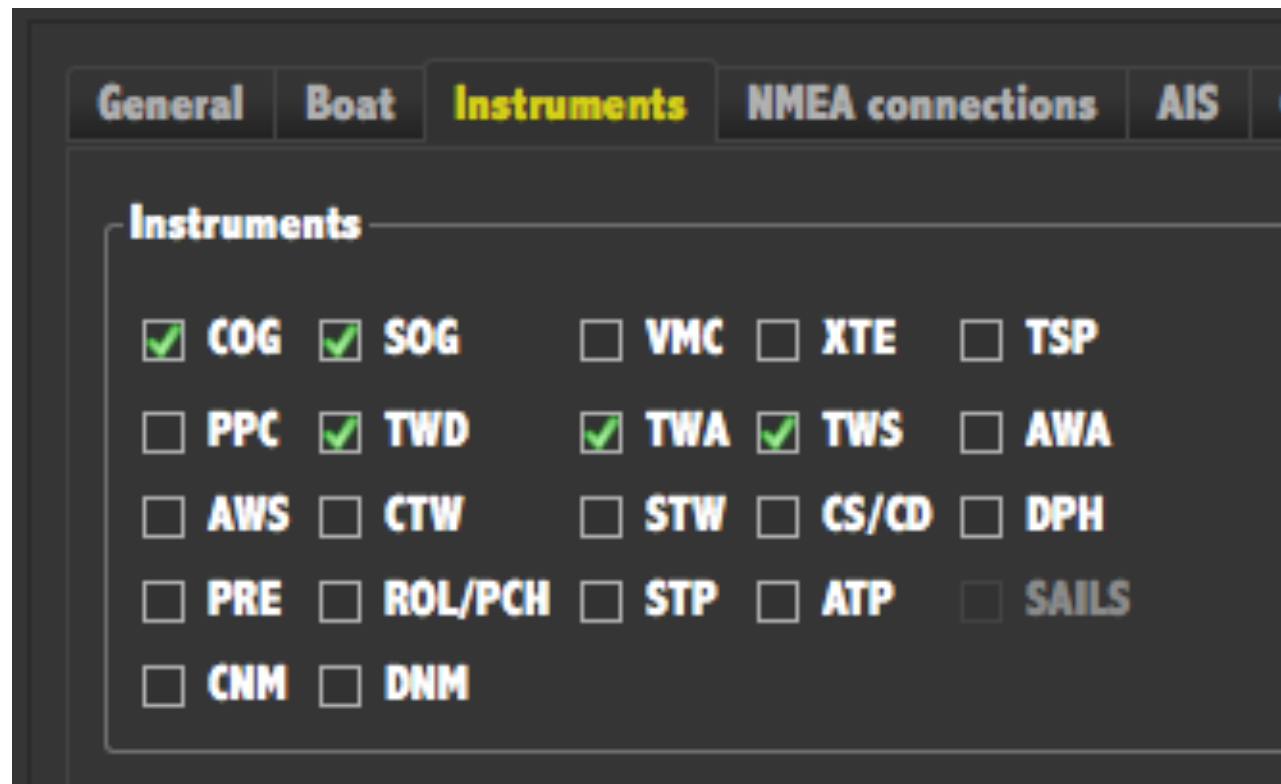 General Boat Instruments NMEA connections AIS
Instruments
COG SOG VMC XTE TSP
PPC TWD TWA TWS AWA
AWS CTW STW CS/CD DPH
PRE ROL/PCH STP ATP SAILS
CNM DNM